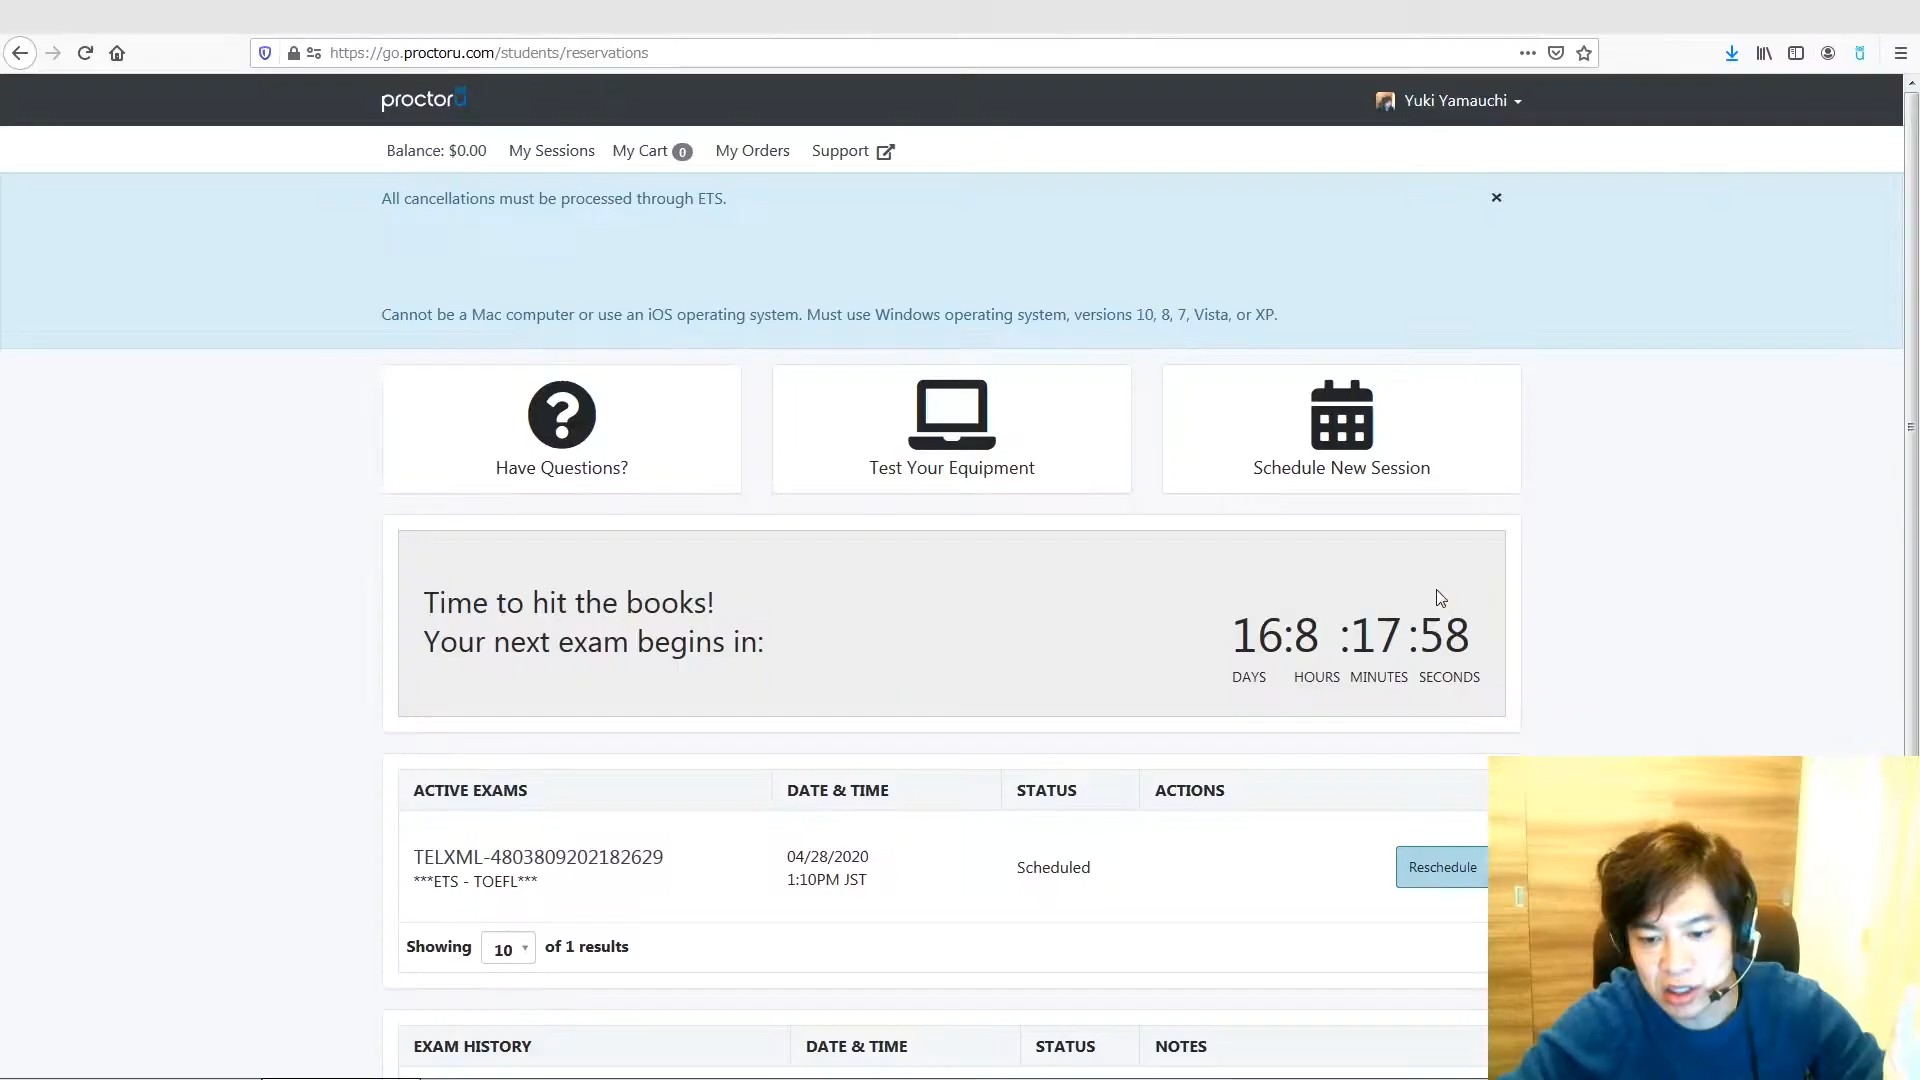 https://go.proctoru.com/students/reservations
proctoru
Yuki Yamauchi
Balance: $0.00 My Sessions My Cart 0 My Orders Support
All cancellations must be processed through ETS.
×
Cannot be a Mac computer or use an iOS operating system. Must use Windows operating system, versions 10, 8, 7, Vista, or XP.
Have Questions?
Test Your Equipment
Schedule New Session
Time to hit the books!
Your next exam begins in:
16:8 :17:58
DAYS HOURS MINUTES SECONDS
ACTIVE EXAMS DATE & TIME STATUS ACTIONS
TELXML-4803809202182629
***ETS - TOEFL***
04/28/2020
1:10PM JST
Scheduled
Reschedule
Showing 10 of 1 results
EXAM HISTORY DATE & TIME STATUS NOTES